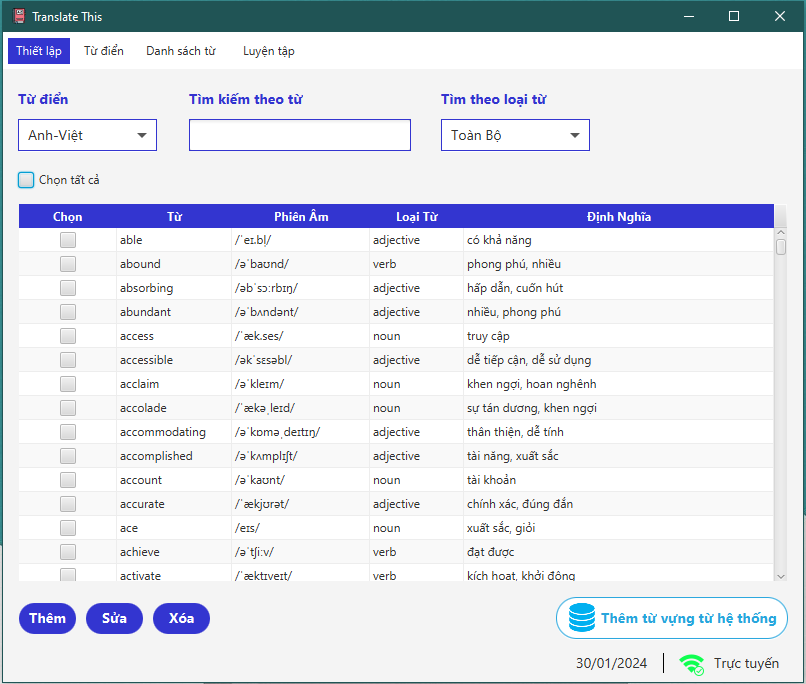 Translate This
Thiết lập Từ điển Danh sách từ Luyện tập
Từ điển Tìm kiếm theo từ Tìm theo loại từ
Anh-Việt Toàn Bộ
Chọn tất cả
Chọn Từ Phiên Âm Loại Từ Định Nghĩa
able /ˈeɪ.bl̩/ adjective có khả năng
abound /əˈbaʊnd/ verb phong phú, nhiều
absorbing /əbˈsɔːrbɪŋ/ adjective hấp dẫn, cuốn hút
abundant /əˈbʌndənt/ adjective nhiều, phong phú
access /ˈæk.ses/ noun truy cập
accessible /əkˈsɛsəbl/ adjective dễ tiếp cận, dễ sử dụng
acclaim /əˈkleɪm/ noun khen ngợi, hoan nghênh
accolade /ˈækəˌleɪd/ noun sự tán dương, khen ngợi
accommodating /əˈkɒməˌdeɪtɪŋ/ adjective thân thiện, dễ tính
accomplished /əˈkʌmplɪʃt/ adjective tài năng, xuất sắc
account /əˈkaʊnt/ noun tài khoản
accurate /ˈækjʊrət/ adjective chính xác, đúng đắn
ace /eɪs/ noun xuất sắc, giỏi
achieve /əˈtʃiːv/ verb đạt được
activate /ˈæktɪveɪt/ verb kích hoạt, khởi động
Thêm Sửa Xóa Thêm từ vựng từ hệ thống
30/01/2024 Trực tuyến